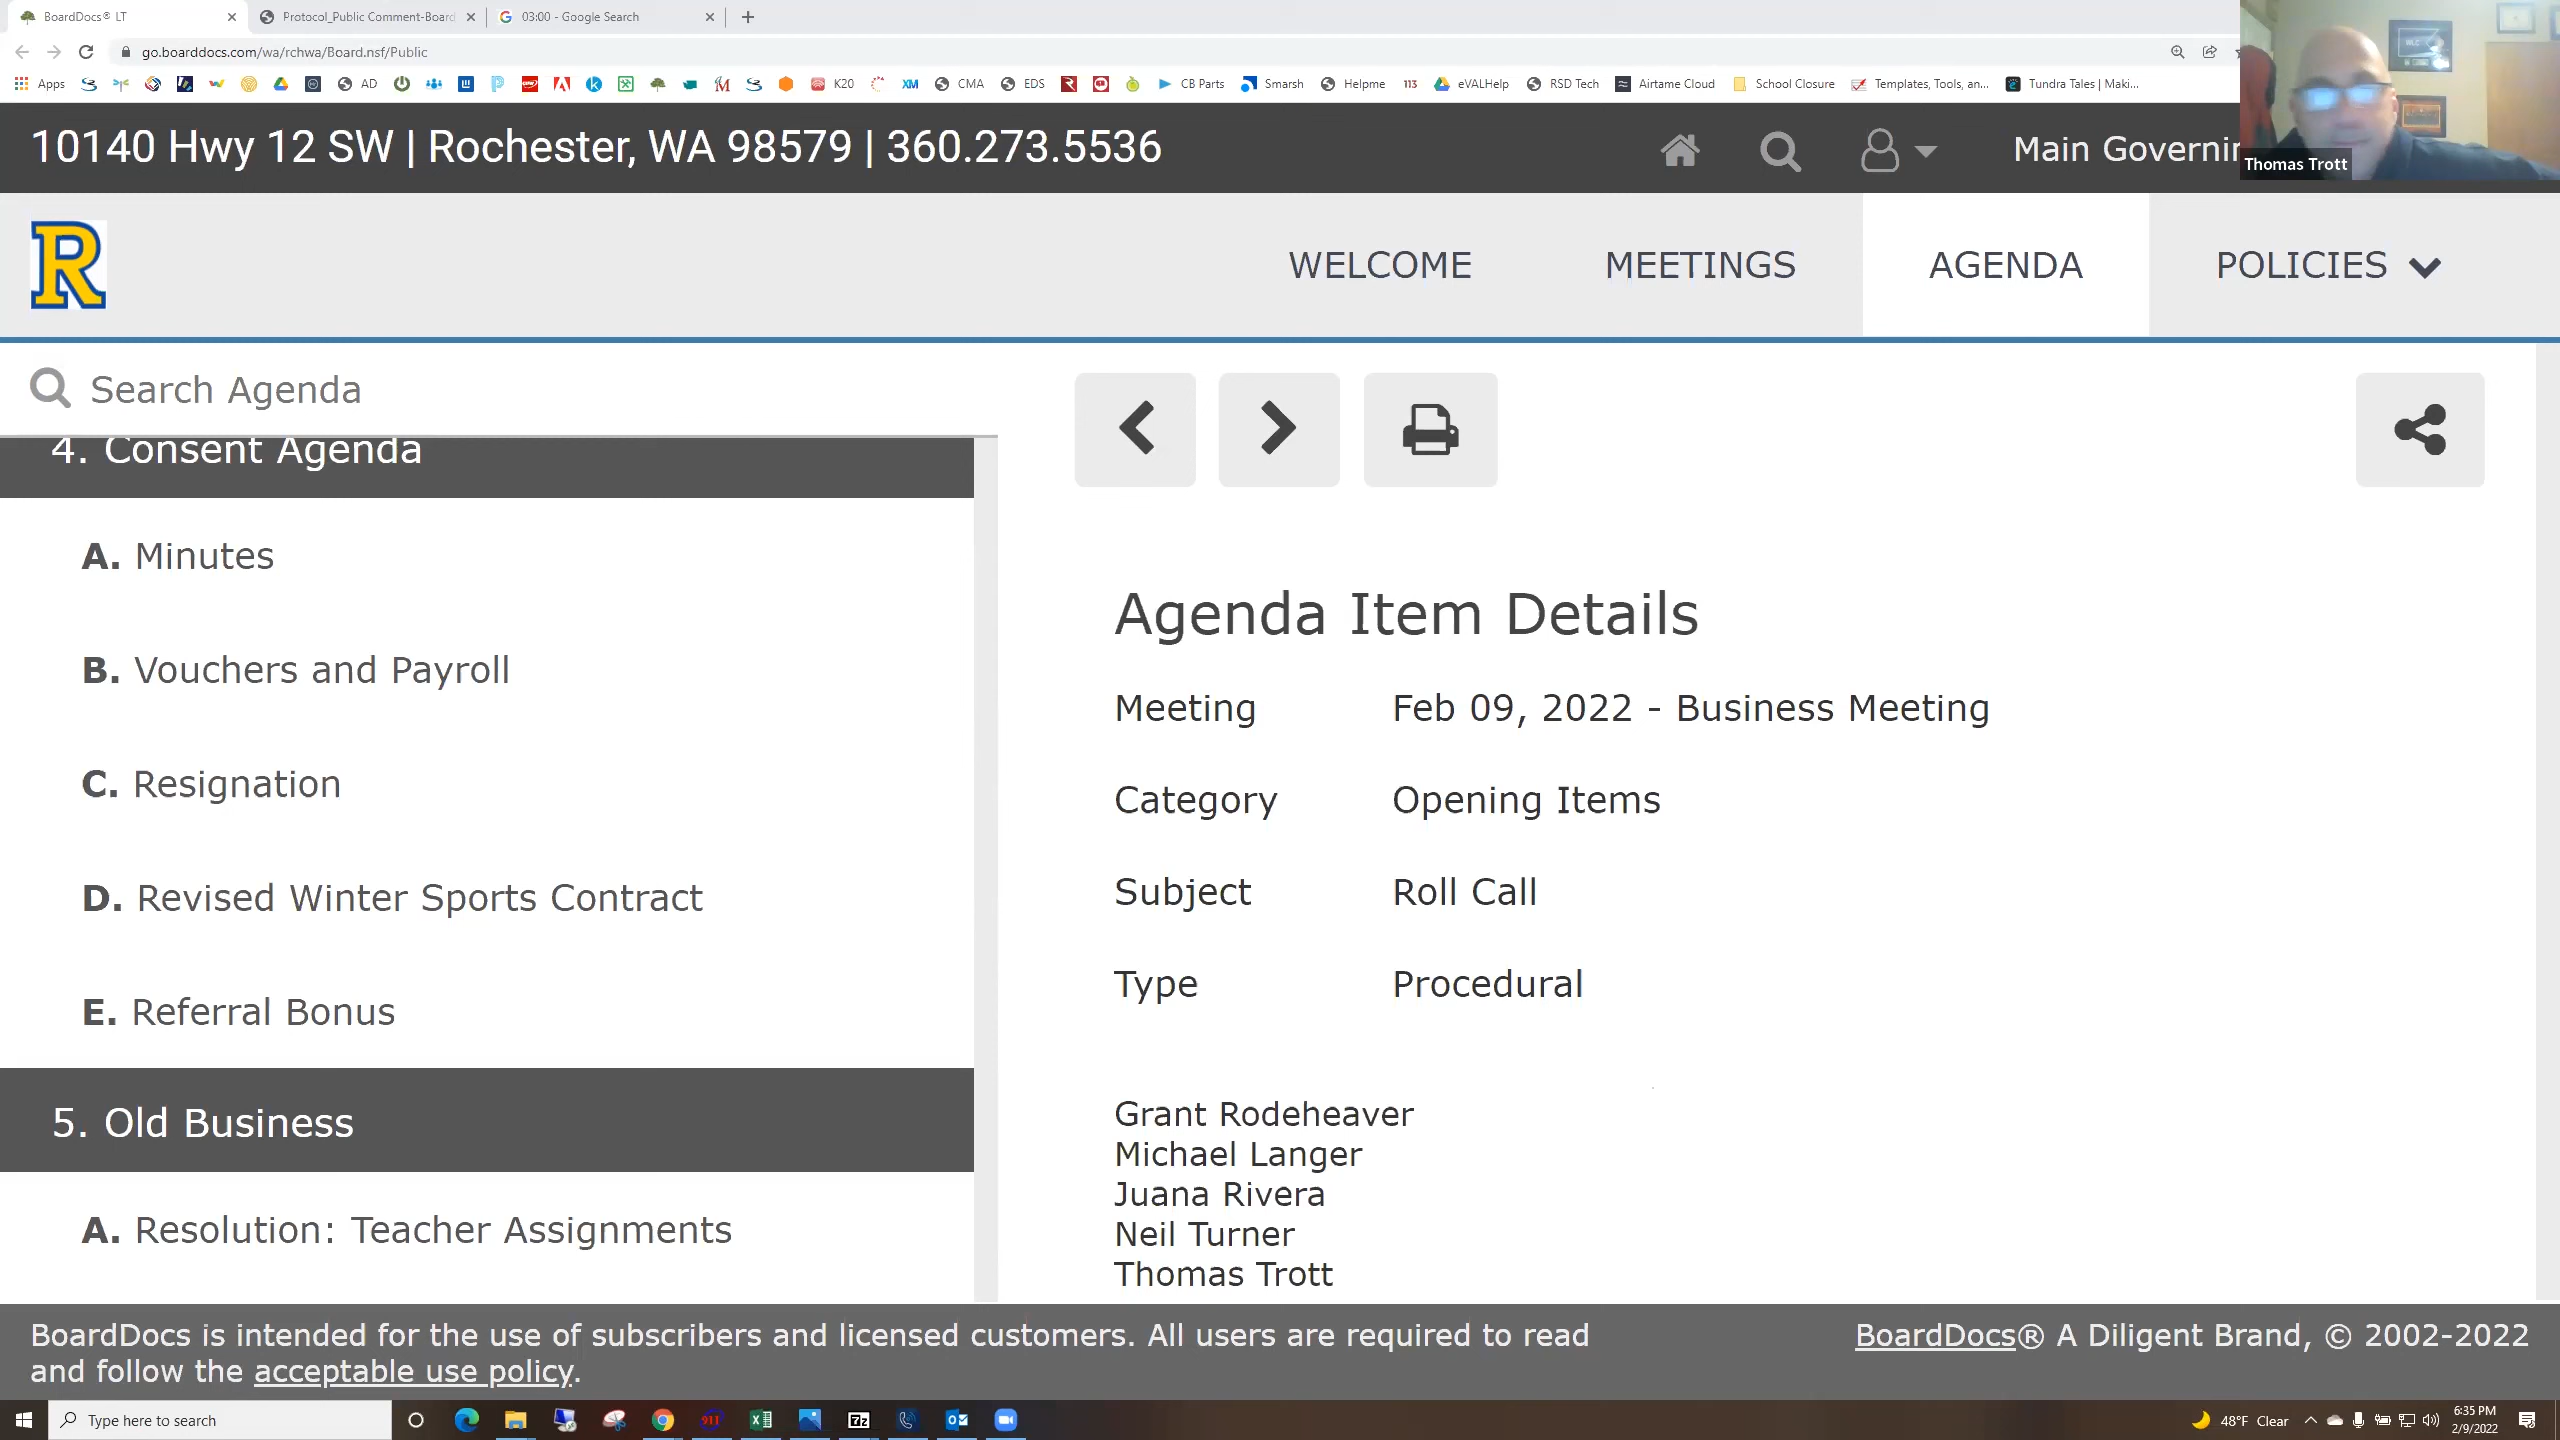 BoardDocs® LT
Protocol_Public Comment-Board
03:00 - Google Search
go.boarddocs.com/wa/rchwa/Board.nsf/Public
Apps AD K20 XM CMA EDS CB Parts Smarsh Helpme 113 eVALHelp RSD Tech Airtame Cloud School Closure Templates, Tools, an... Tundra Tales | Maki...
10140 Hwy 12 SW | Rochester, WA 98579 | 360.273.5536
Main Governin
Thomas Trott
R
WELCOME
MEETINGS
AGENDA
POLICIES
Search Agenda
4. Consent Agenda
A. Minutes
B. Vouchers and Payroll
C. Resignation
D. Revised Winter Sports Contract
E. Referral Bonus
5. Old Business
A. Resolution: Teacher Assignments
Agenda Item Details
Meeting Feb 09, 2022 - Business Meeting
Category Opening Items
Subject Roll Call
Type Procedural
Grant Rodeheaver
Michael Langer
Juana Rivera
Neil Turner
Thomas Trott
BoardDocs is intended for the use of subscribers and licensed customers. All users are required to read
and follow the acceptable use policy.
BoardDocs® A Diligent Brand, © 2002-2022
Type here to search
911
7z
48°F Clear
6:35 PM
2/9/2022